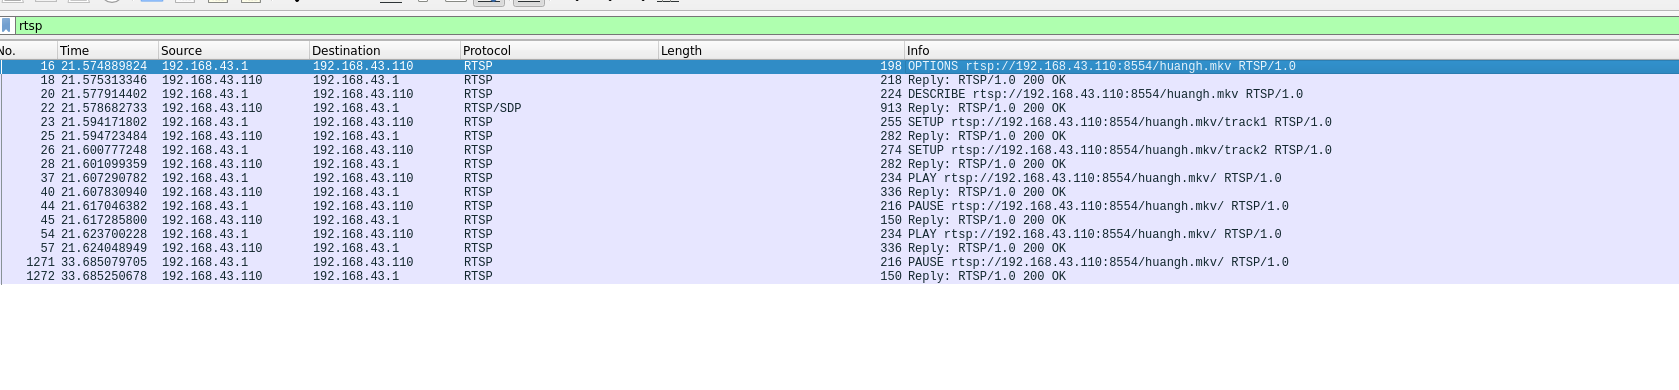 rtsp
No. Time Source Destination Protocol Length Info
16 21.574889824 192.168.43.1 192.168.43.110 RTSP 198 OPTIONS rtsp://192.168.43.110:8554/huangh.mkv RTSP/1.0
18 21.575313346 192.168.43.110 192.168.43.1 RTSP 218 Reply: RTSP/1.0 200 OK
20 21.577914402 192.168.43.1 192.168.43.110 RTSP 224 DESCRIBE rtsp://192.168.43.110:8554/huangh.mkv RTSP/1.0
22 21.578682733 192.168.43.110 192.168.43.1 RTSP/SDP 913 Reply: RTSP/1.0 200 OK
23 21.594171802 192.168.43.1 192.168.43.110 RTSP 255 SETUP rtsp://192.168.43.110:8554/huangh.mkv/track1 RTSP/1.0
25 21.594723484 192.168.43.110 192.168.43.1 RTSP 282 Reply: RTSP/1.0 200 OK
26 21.600777248 192.168.43.1 192.168.43.110 RTSP 274 SETUP rtsp://192.168.43.110:8554/huangh.mkv/track2 RTSP/1.0
28 21.601099359 192.168.43.110 192.168.43.1 RTSP 282 Reply: RTSP/1.0 200 OK
37 21.607290782 192.168.43.1 192.168.43.110 RTSP 234 PLAY rtsp://192.168.43.110:8554/huangh.mkv/ RTSP/1.0
40 21.607830940 192.168.43.110 192.168.43.1 RTSP 336 Reply: RTSP/1.0 200 OK
44 21.617046382 192.168.43.1 192.168.43.110 RTSP 216 PAUSE rtsp://192.168.43.110:8554/huangh.mkv/ RTSP/1.0
45 21.617285800 192.168.43.110 192.168.43.1 RTSP 150 Reply: RTSP/1.0 200 OK
54 21.623700228 192.168.43.1 192.168.43.110 RTSP 234 PLAY rtsp://192.168.43.110:8554/huangh.mkv/ RTSP/1.0
57 21.624048949 192.168.43.110 192.168.43.1 RTSP 336 Reply: RTSP/1.0 200 OK
1271 33.685079705 192.168.43.1 192.168.43.110 RTSP 216 PAUSE rtsp://192.168.43.110:8554/huangh.mkv/ RTSP/1.0
1272 33.685250678 192.168.43.110 192.168.43.1 RTSP 150 Reply: RTSP/1.0 200 OK